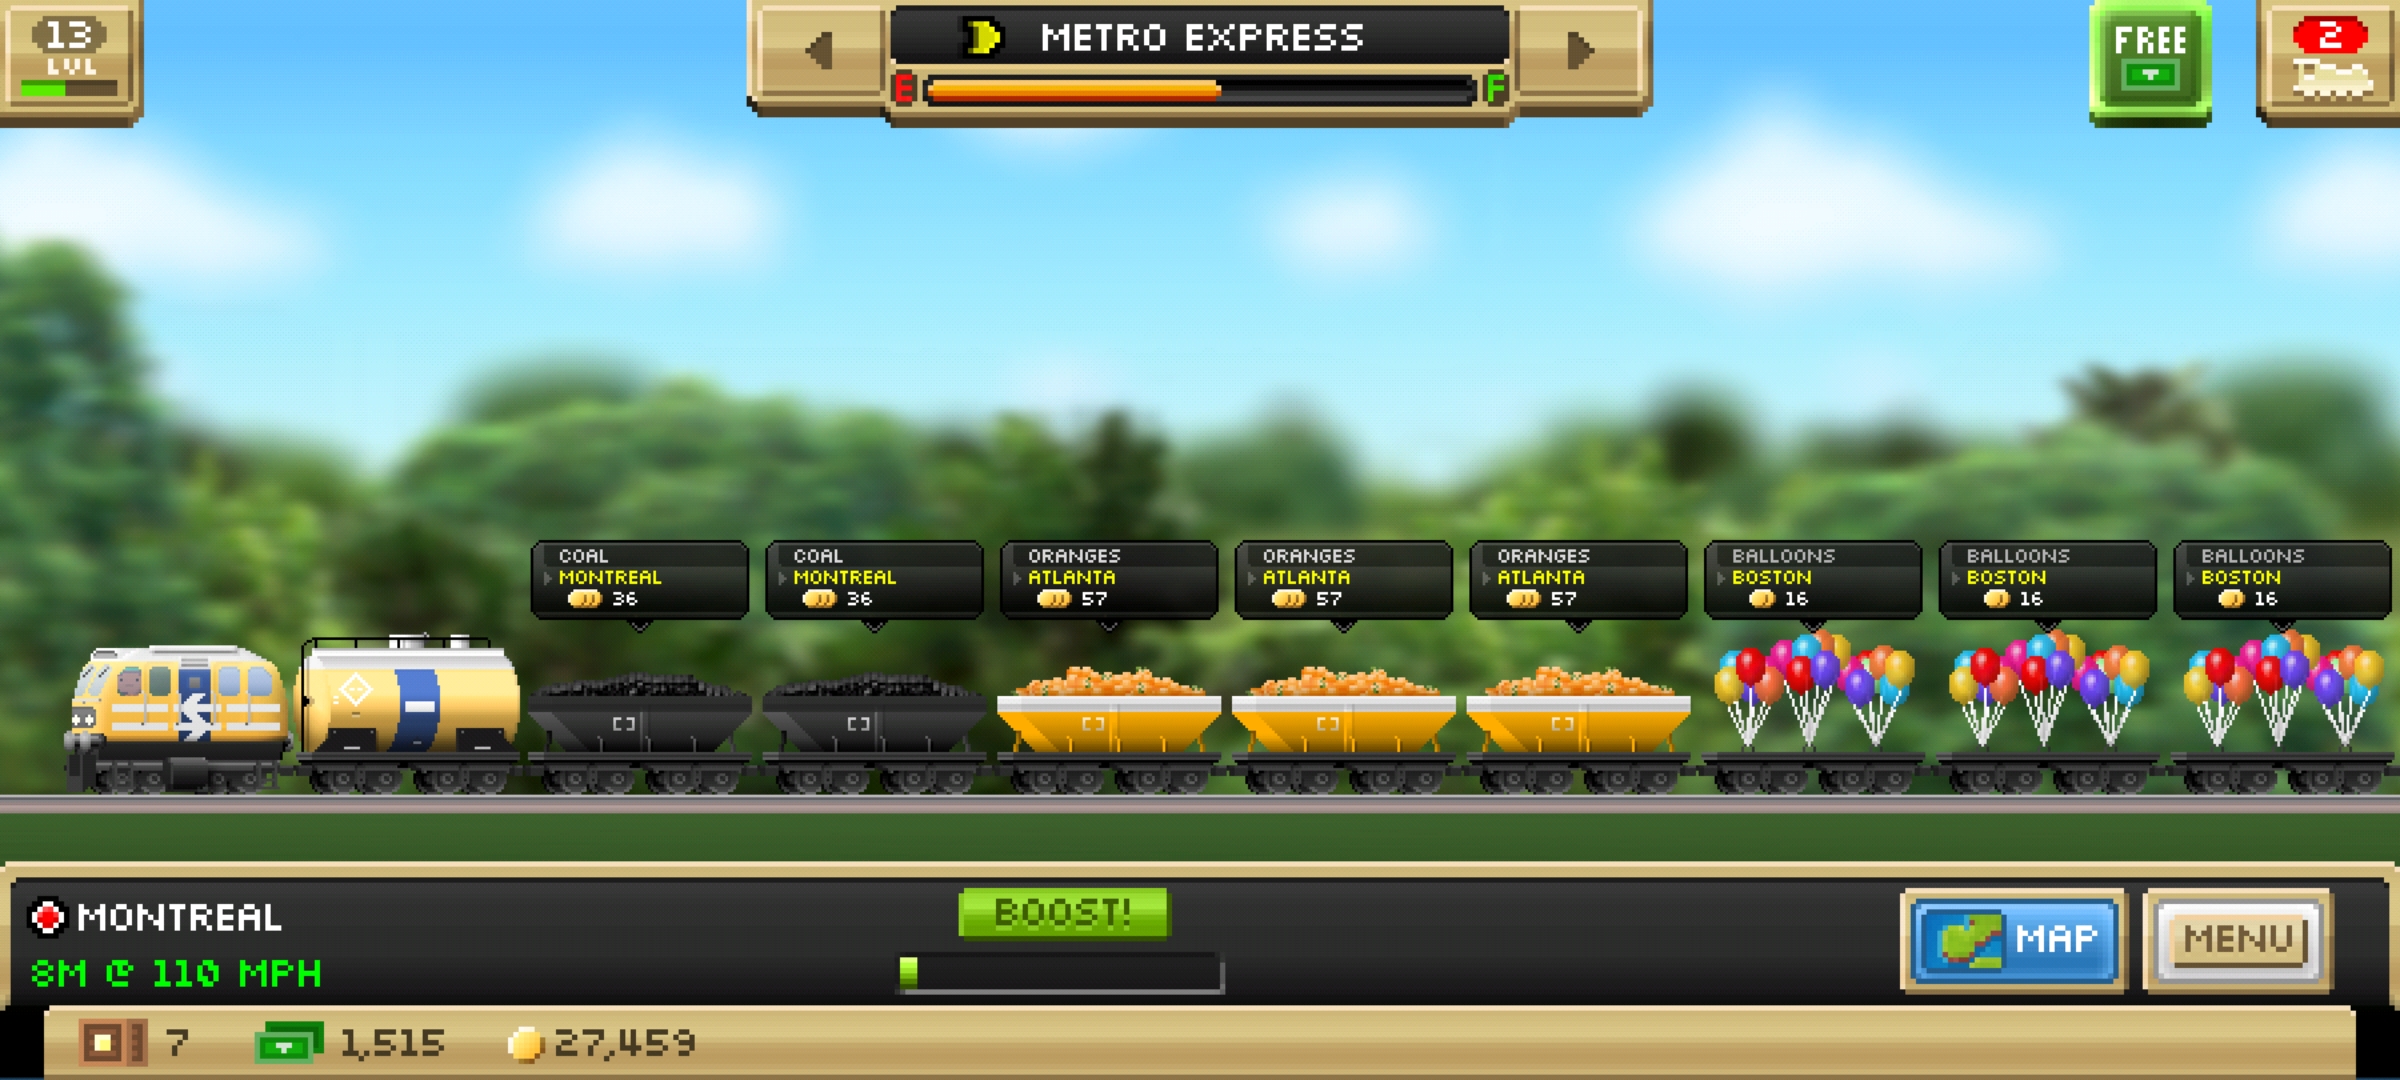 13
LVL
METRO EXPRESS
E F
FREE
2
COAL
MONTREAL
36
COAL
MONTREAL
36
ORANGES
ATLANTA
57
ORANGES
ATLANTA
57
ORANGES
ATLANTA
57
BALLOONS
BOSTON
16
BALLOONS
BOSTON
16
BALLOONS
BOSTON
16
MONTREAL
8M @ 110 MPH
BOOST!
MAP
MENU
7 1,515 27,459